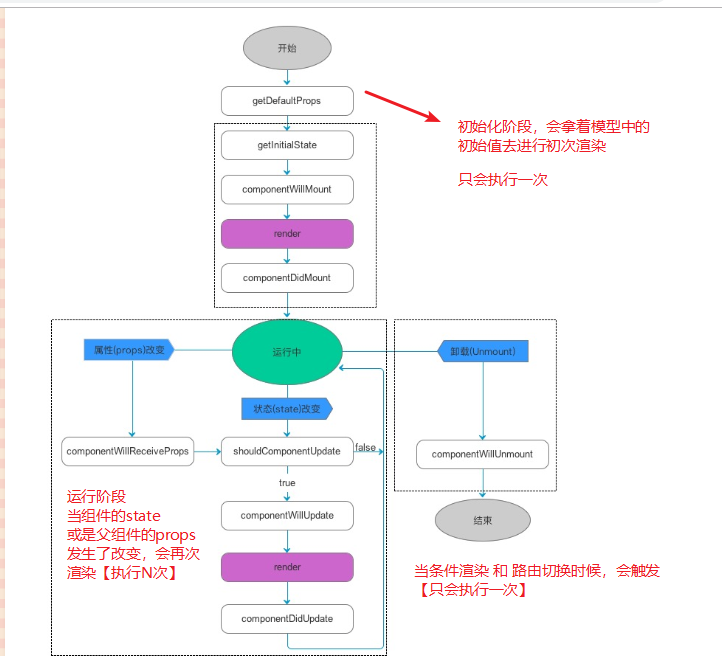 开始
getDefaultProps
初始化阶段，会拿着模型中的
初始值去进行初次渲染
只会执行一次
getInitialState
componentWillMount
render
componentDidMount
属性(props)改变
运行中
卸载(Unmount)
状态(state)改变
componentWillReceiveProps
shouldComponentUpdate
false
componentWillUnmount
true
运行阶段
当组件的state
或是父组件的props
发生了改变，会再次
渲染【执行N次】
componentWillUpdate
结束
render
当条件渲染 和 路由切换时候，会触发
【只会执行一次】
componentDidUpdate